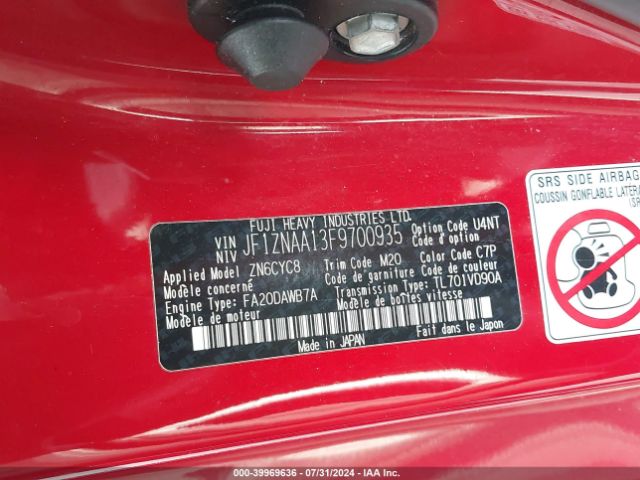 FUJI HEAVY INDUSTRIES LTD.
VIN NIV JF1ZNAA13F9700935 Option Code U4NT
Code d'option
Applied Model ZN6CYC8 Trim Code M20 Color Code C7P
Modèle concerné Code de garniture Code de couleur
Engine Type FA20DAWB7A Transmission Type TL701VD90A
Modèle de moteur Modèle de boîtes vitesse
Made in JAPAN Fait dans le Japon
SRS SIDE AIRBAG
COUSSIN GONFLABLE LATER
(SR
000-39969636 - 07/31/2024 - IAA Inc.